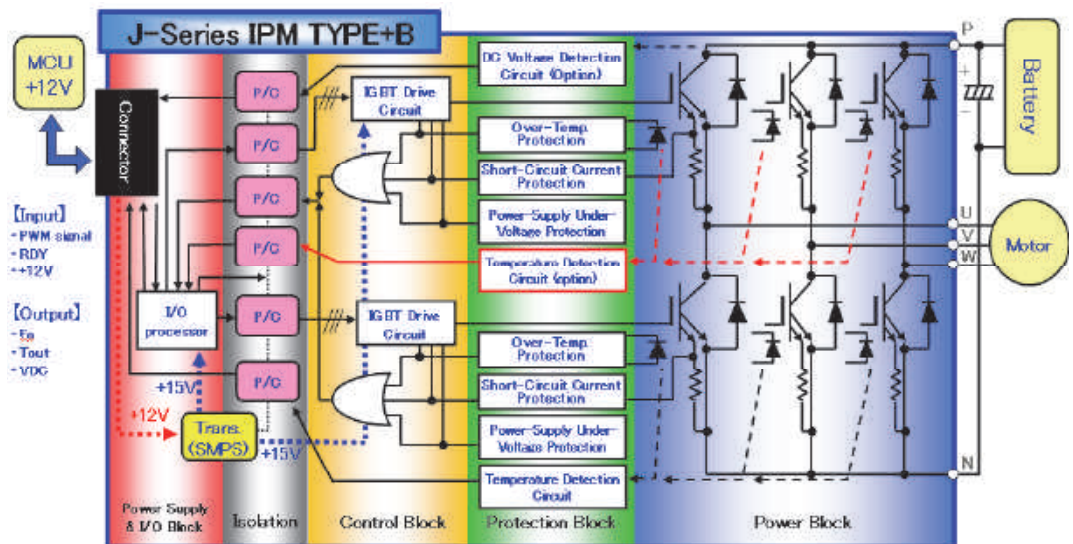 J-Series IPM TYPE+B
MCU
+12V
Connector
【Input】
- PWM signal
- RDY
- +12V
【Output】
- Fo
- Tout
- VDC
P/C
P/C
P/C
P/C
P/C
P/C
I/O
processor
+15V
+12V
Trans.
(SMPS)
+15V
IGBT Drive
Circuit
IGBT Drive
Circuit
DC Voltage Detection
Circuit (Option)
Over-Temp.
Protection
Short-Circuit Current
Protection
Power-Supply Under-
Voltage Protection
Temperature Detection
Circuit (option)
Over-Temp.
Protection
Short-Circuit Current
Protection
Power-Supply Under-
Voltage Protection
Temperature Detection
Circuit
P
+
-
Battery
U
V
W
Motor
N
Power Supply
& I/O Block
Isolation
Control Block
Protection Block
Power Block